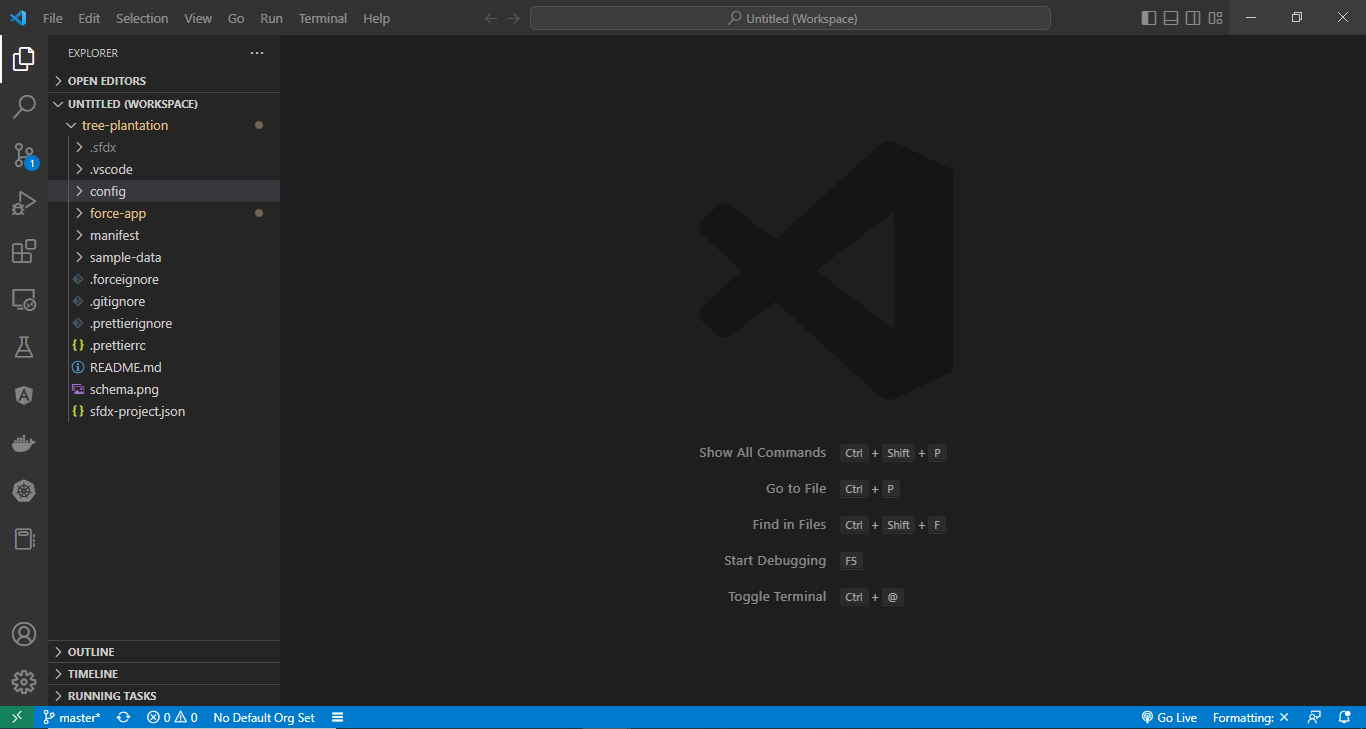 File Edit Selection View Go Run Terminal Help
Untitled (Workspace)
EXPLORER
OPEN EDITORS
UNTITLED (WORKSPACE)
tree-plantation
.sfdx
.vscode
config
force-app
manifest
sample-data
.forceignore
.gitignore
.prettierignore
.prettierrc
README.md
schema.png
sfdx-project.json
1
Show All Commands Ctrl + Shift + P
Go to File Ctrl + P
Find in Files Ctrl + Shift + F
Start Debugging F5
Toggle Terminal Ctrl + @
OUTLINE
TIMELINE
RUNNING TASKS
master* 0 0 No Default Org Set Go Live Formatting: ×